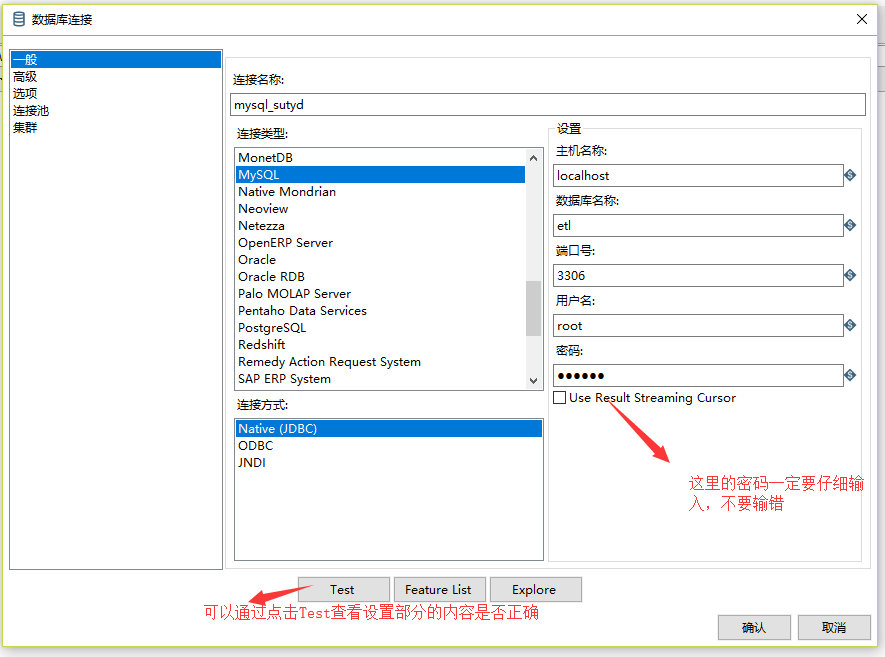 数据库连接
一般
高级
选项
连接池
集群
连接名称:
mysql_sutyd
连接类型:
MonetDB
MySQL
Native Mondrian
Neoview
Netezza
OpenERP Server
Oracle
Oracle RDB
Palo MOLAP Server
Pentaho Data Services
PostgreSQL
Redshift
Remedy Action Request System
SAP ERP System
连接方式:
Native (JDBC)
ODBC
JNDI
设置
主机名称:
localhost
数据库名称:
etl
端口号:
3306
用户名:
root
密码:
●●●●●●
Use Result Streaming Cursor
这里的密码一定要仔细输
入，不要输错
Test
Feature List
Explore
可以通过点击Test查看设置部分的内容是否正确
确认
取消